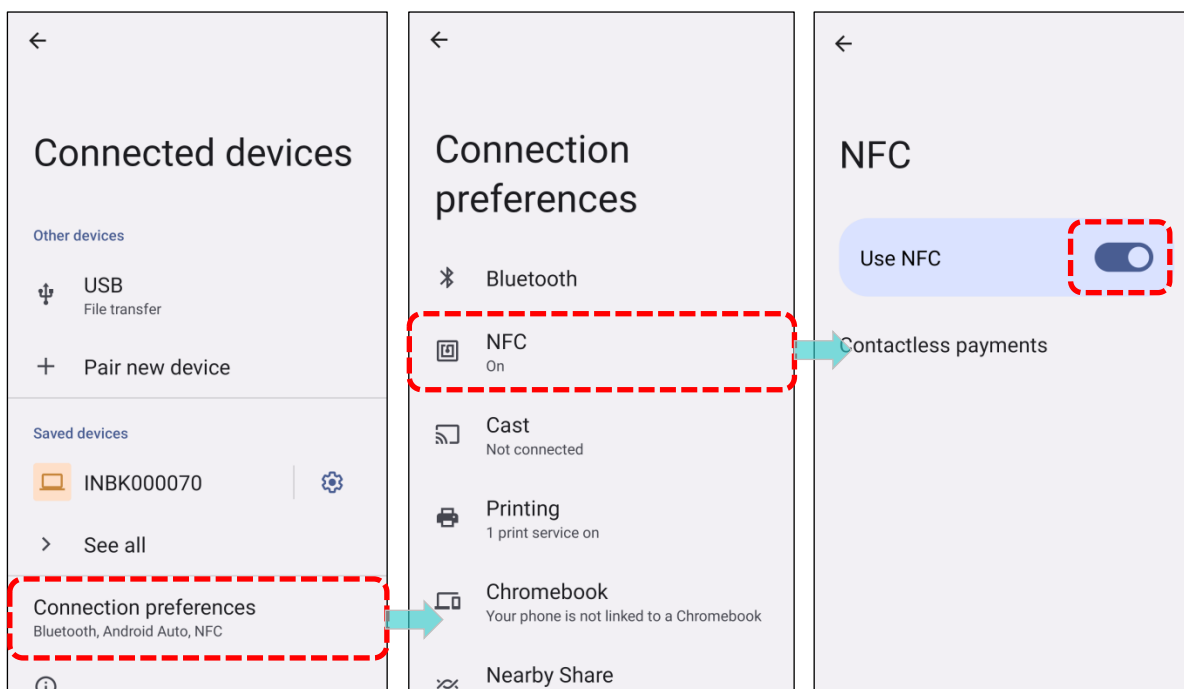 Connected devices
Other devices
USB
File transfer
Pair new device
Saved devices
INBK000070
See all
Connection preferences
Bluetooth, Android Auto, NFC
Connection
preferences
Bluetooth
NFC
On
Cast
Not connected
Printing
1 print service on
Chromebook
Your phone is not linked to a Chromebook
Nearby Share
NFC
Use NFC
Contactless payments